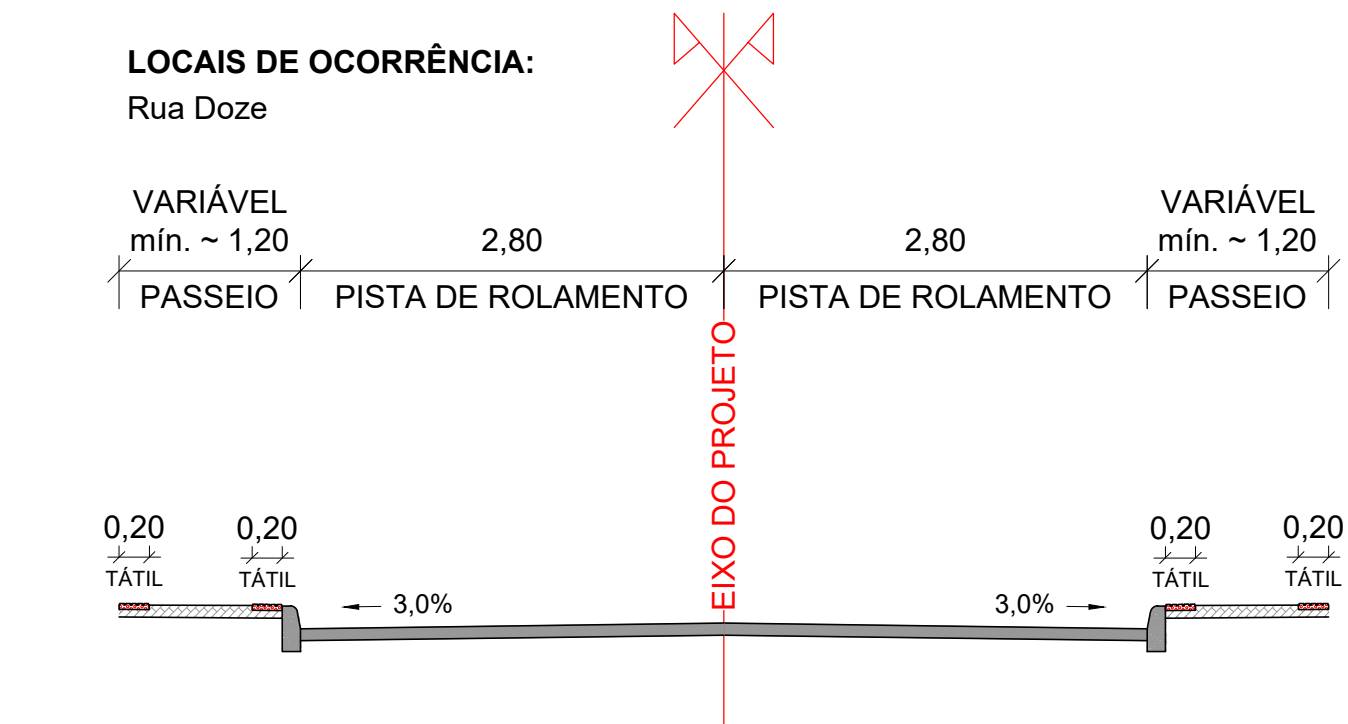 LOCAIS DE OCORRÊNCIA:
Rua Doze
VARIÁVEL
mín. ~ 1,20
2,80
2,80
VARIÁVEL
mín. ~ 1,20
PASSEIO
PISTA DE ROLAMENTO
PISTA DE ROLAMENTO
PASSEIO
EIXO DO PROJETO
0,20
0,20
0,20
0,20
TÁTIL
TÁTIL
TÁTIL
TÁTIL
3,0%
3,0%